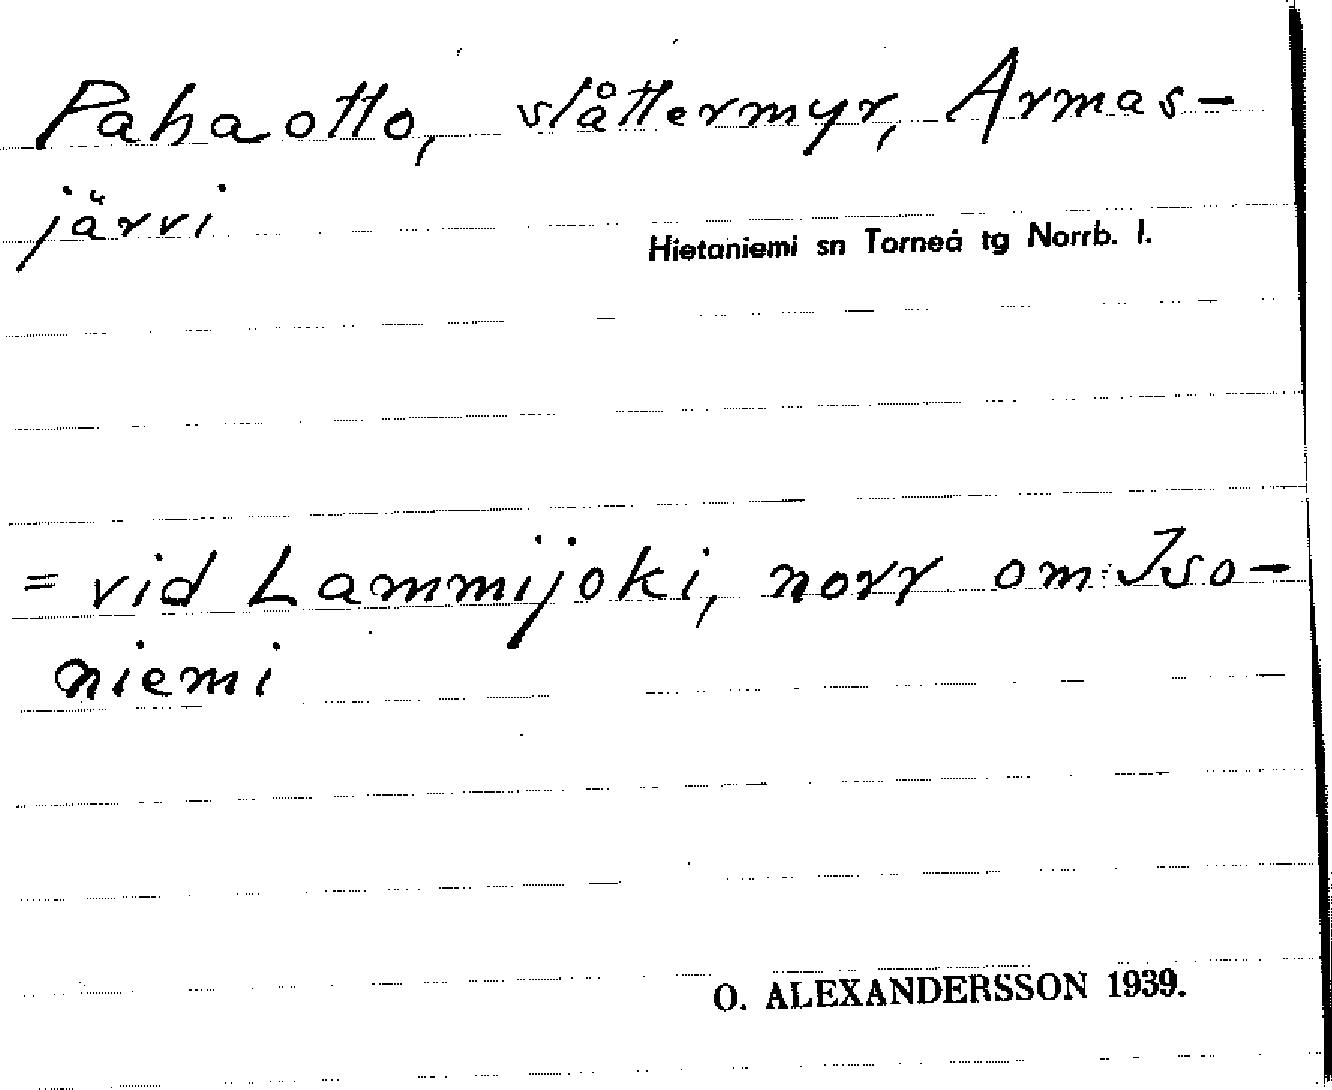 Pahaotto, slåttermyr, Armas-
järvi
Hietaniemi sn Torneå tg Norrb. l.
= vid Lammijoki, norr om Iso-
niemi
O. ALEXANDERSSON 1939.